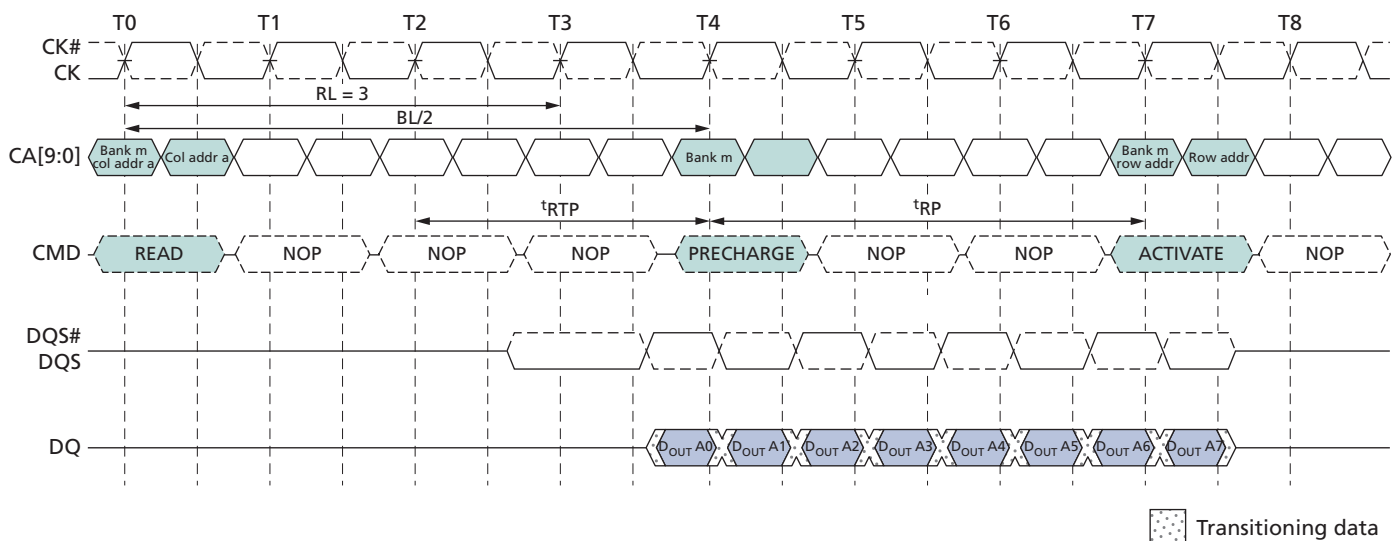 T0 T1 T2 T3 T4 T5 T6 T7 T8
CK#
CK
RL = 3
BL/2
CA[9:0] Bank m col addr a Col addr a Bank m Bank m row addr Row addr
tRTP tRP
CMD READ NOP NOP NOP PRECHARGE NOP NOP ACTIVATE NOP
DQS#
DQS
DQ DOUT A0 DOUT A1 DOUT A2 DOUT A3 DOUT A4 DOUT A5 DOUT A6 DOUT A7
Transitioning data